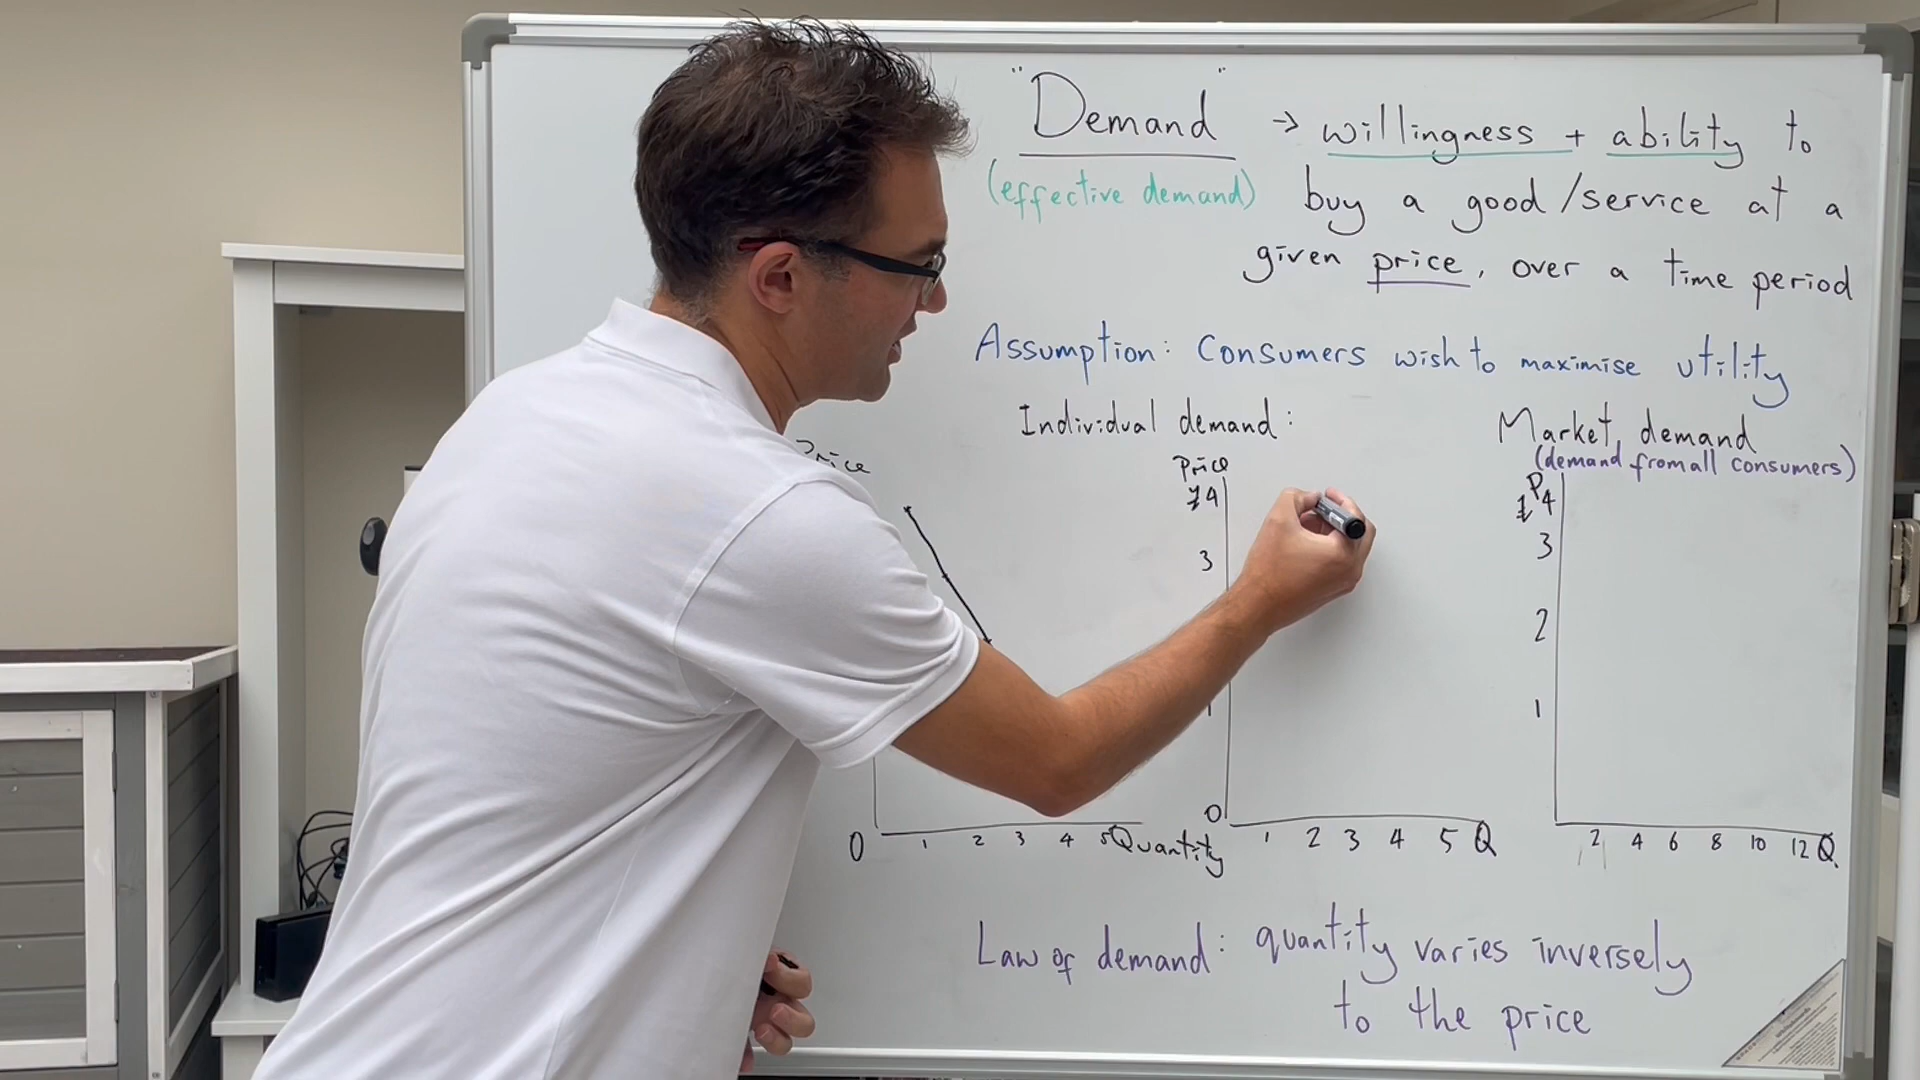 "Demand" → willingness + ability to
(effective demand) buy a good/service at a
given price, over a time period
Assumption: Consumers wish to maximise utility
Individual demand:
Market demand
(demand from all consumers)
Price
4
3
1
0
1 2 3 4 5 Q
P
4
3
2
1
2 4 6 8 10 12 Q
0 1 2 3 4 5 Quantity
Law of demand: quantity varies inversely
to the price